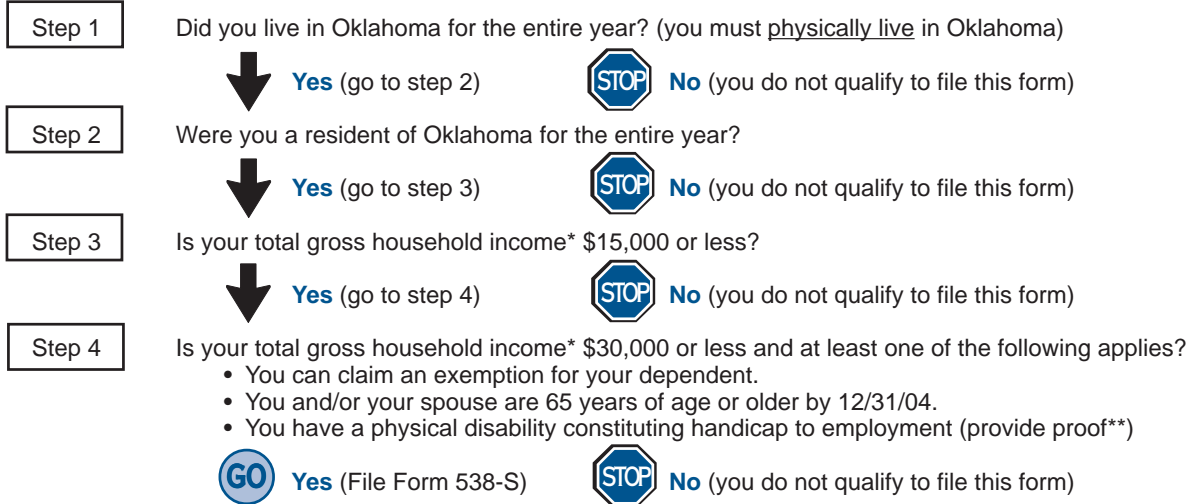 Step 1
Did you live in Oklahoma for the entire year? (you must physically live in Oklahoma)
Yes (go to step 2)
STOP No (you do not qualify to file this form)
Step 2
Were you a resident of Oklahoma for the entire year?
Yes (go to step 3)
STOP No (you do not qualify to file this form)
Step 3
Is your total gross household income* $15,000 or less?
Yes (go to step 4)
STOP No (you do not qualify to file this form)
Step 4
Is your total gross household income* $30,000 or less and at least one of the following applies?
• You can claim an exemption for your dependent.
• You and/or your spouse are 65 years of age or older by 12/31/04.
• You have a physical disability constituting handicap to employment (provide proof**)
GO Yes (File Form 538-S)
STOP No (you do not qualify to file this form)